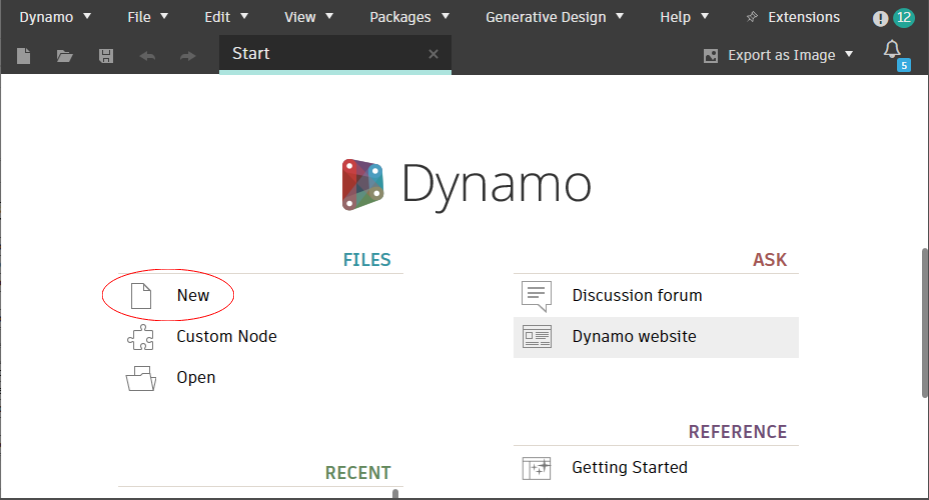 Dynamo File Edit View Packages Generative Design Help Extensions 12
Start Export as Image 5
Dynamo
FILES
New
Custom Node
Open
RECENT
ASK
Discussion forum
Dynamo website
REFERENCE
Getting Started